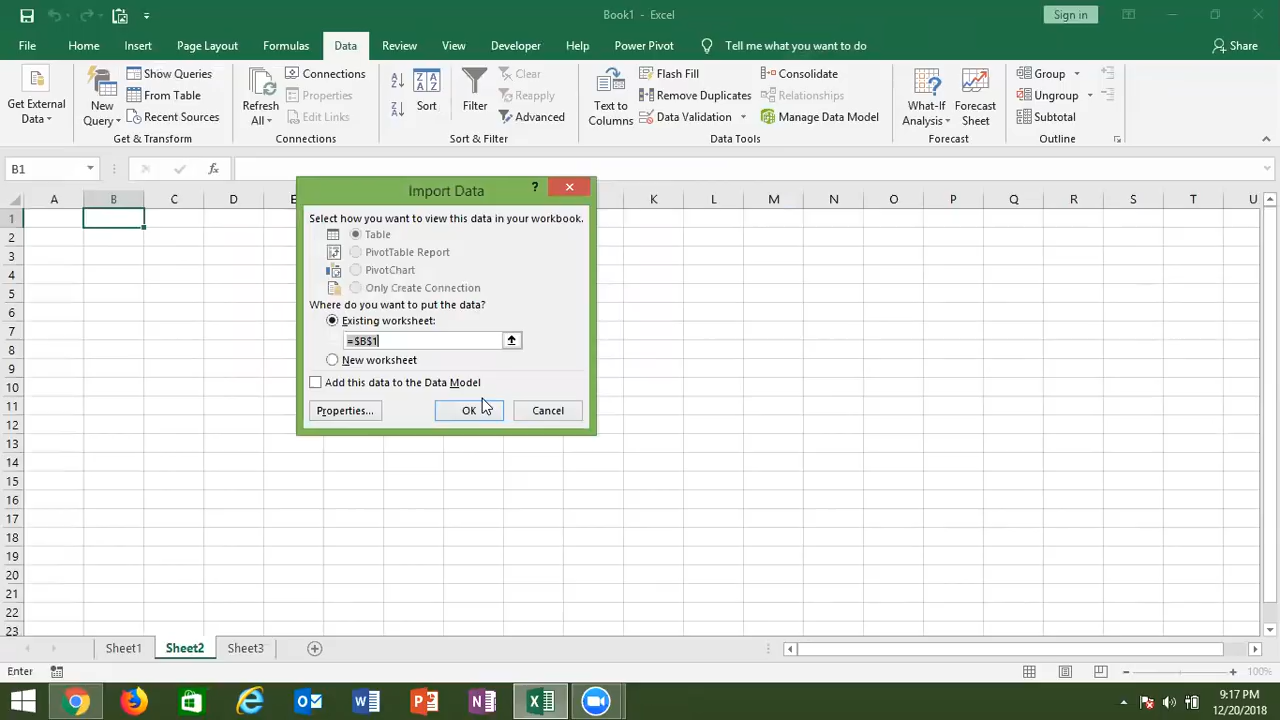 Book1 - Excel
Sign in
File Home Insert Page Layout Formulas Data Review View Developer Help Power Pivot Tell me what you want to do Share
Get External Data
New Query
Show Queries
From Table
Recent Sources
Get & Transform
Refresh All
Connections
Properties
Edit Links
Connections
Sort
Filter
Clear
Reapply
Advanced
Sort & Filter
Text to Columns
Flash Fill
Remove Duplicates
Data Validation
Consolidate
Relationships
Manage Data Model
Data Tools
What-If Analysis
Forecast Sheet
Forecast
Group
Ungroup
Subtotal
Outline
B1
fx
A B C D E K L M N O P Q R S T U
1
2
3
4
5
6
7
8
9
10
11
12
13
14
15
16
17
18
19
20
21
22
23
Import Data
?
Select how you want to view this data in your workbook.
Table
PivotTable Report
PivotChart
Only Create Connection
Where do you want to put the data?
Existing worksheet:
=$B$1
New worksheet
Add this data to the Data Model
Properties... OK Cancel
Sheet1 Sheet2 Sheet3
Enter
100%
9:17 PM
12/20/2018